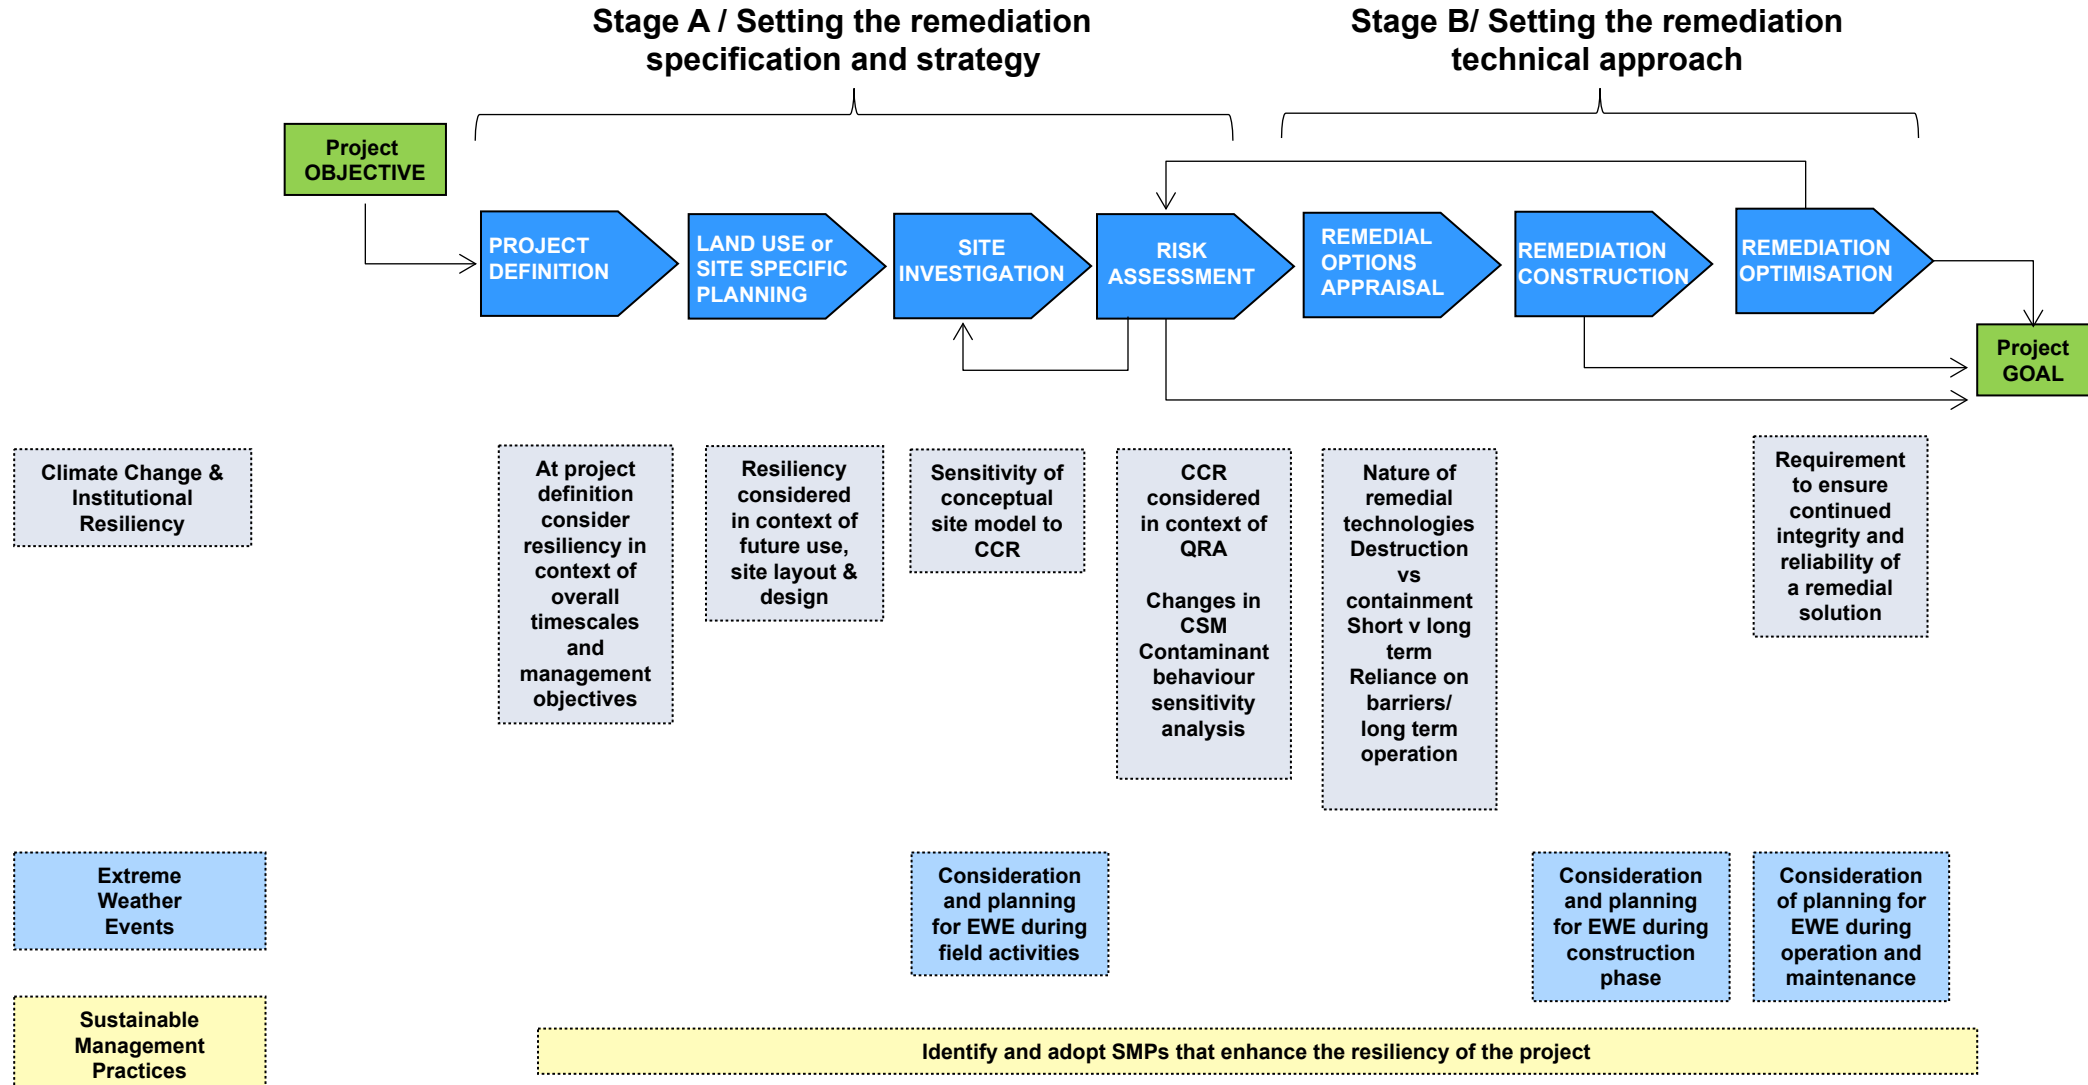 Stage A / Setting the remediation
specification and strategy
Stage B/ Setting the remediation
technical approach
Project
OBJECTIVE
PROJECT
DEFINITION
LAND USE or
SITE SPECIFIC
PLANNING
SITE
INVESTIGATION
RISK
ASSESSMENT
REMEDIAL
OPTIONS
APPRAISAL
REMEDIATION
CONSTRUCTION
REMEDIATION
OPTIMISATION
Project
GOAL
Climate Change &
Institutional
Resiliency
At project
definition
consider
resiliency in
context of
overall
timescales
and
management
objectives
Resiliency
considered
in context of
future use,
site layout &
design
Sensitivity of
conceptual
site model to
CCR
CCR
considered
in context of
QRA
Changes in
CSM
Contaminant
behaviour
sensitivity
analysis
Nature of
remedial
technologies
Destruction
vs
containment
Short v long
term
Reliance on
barriers/
long term
operation
Requirement
to ensure
continued
integrity and
reliability of
a remedial
solution
Extreme
Weather
Events
Consideration
and planning
for EWE during
field activities
Consideration
and planning
for EWE during
construction
phase
Consideration
of planning for
EWE during
operation and
maintenance
Sustainable
Management
Practices
Identify and adopt SMPs that enhance the resiliency of the project